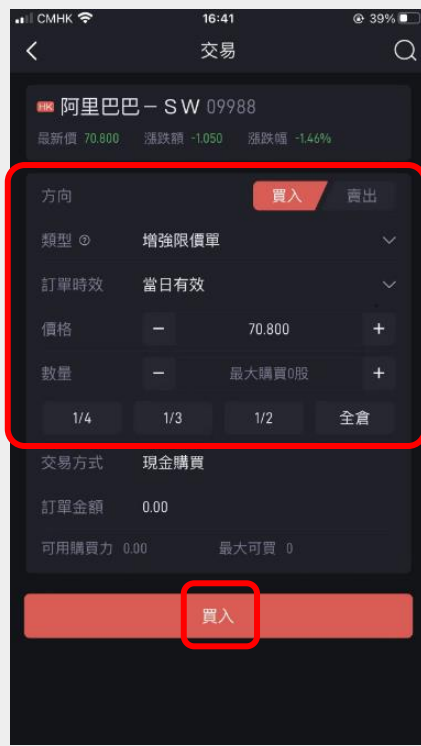 CMHK 16:41 39%
交易
HK 阿里巴巴-SW 09988
最新價 70.800 漲跌額 -1.050 漲跌幅 -1.46%
方向 買入 賣出
類型 增強限價單
訂單時效 當日有效
價格 - 70.800 +
數量 - 最大購買0股 +
1/4 1/3 1/2 全倉
交易方式 現金購買
訂單金額 0.00
可用購買力 0.00 最大可買 0
買入